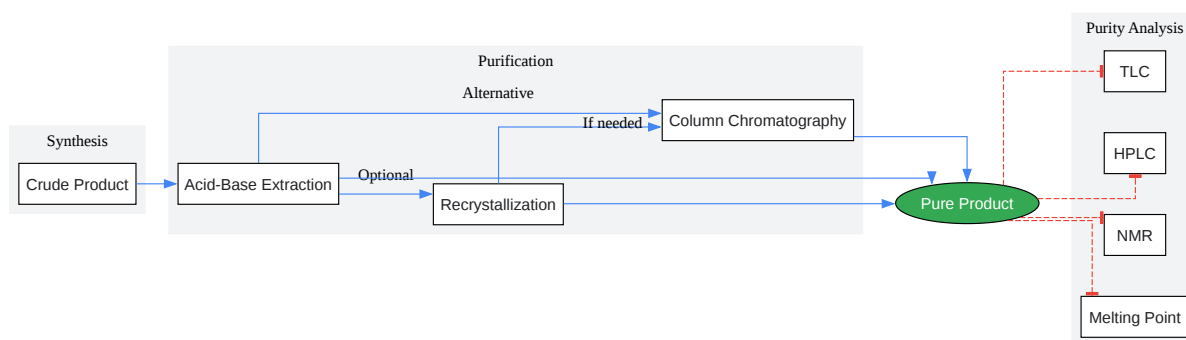 Purity Analysis
Purification
TLC
Alternative
Column Chromatography
If needed
Synthesis
HPLC
Crude Product
Acid-Base Extraction
Optional
Recrystallization
Pure Product
NMR
Melting Point